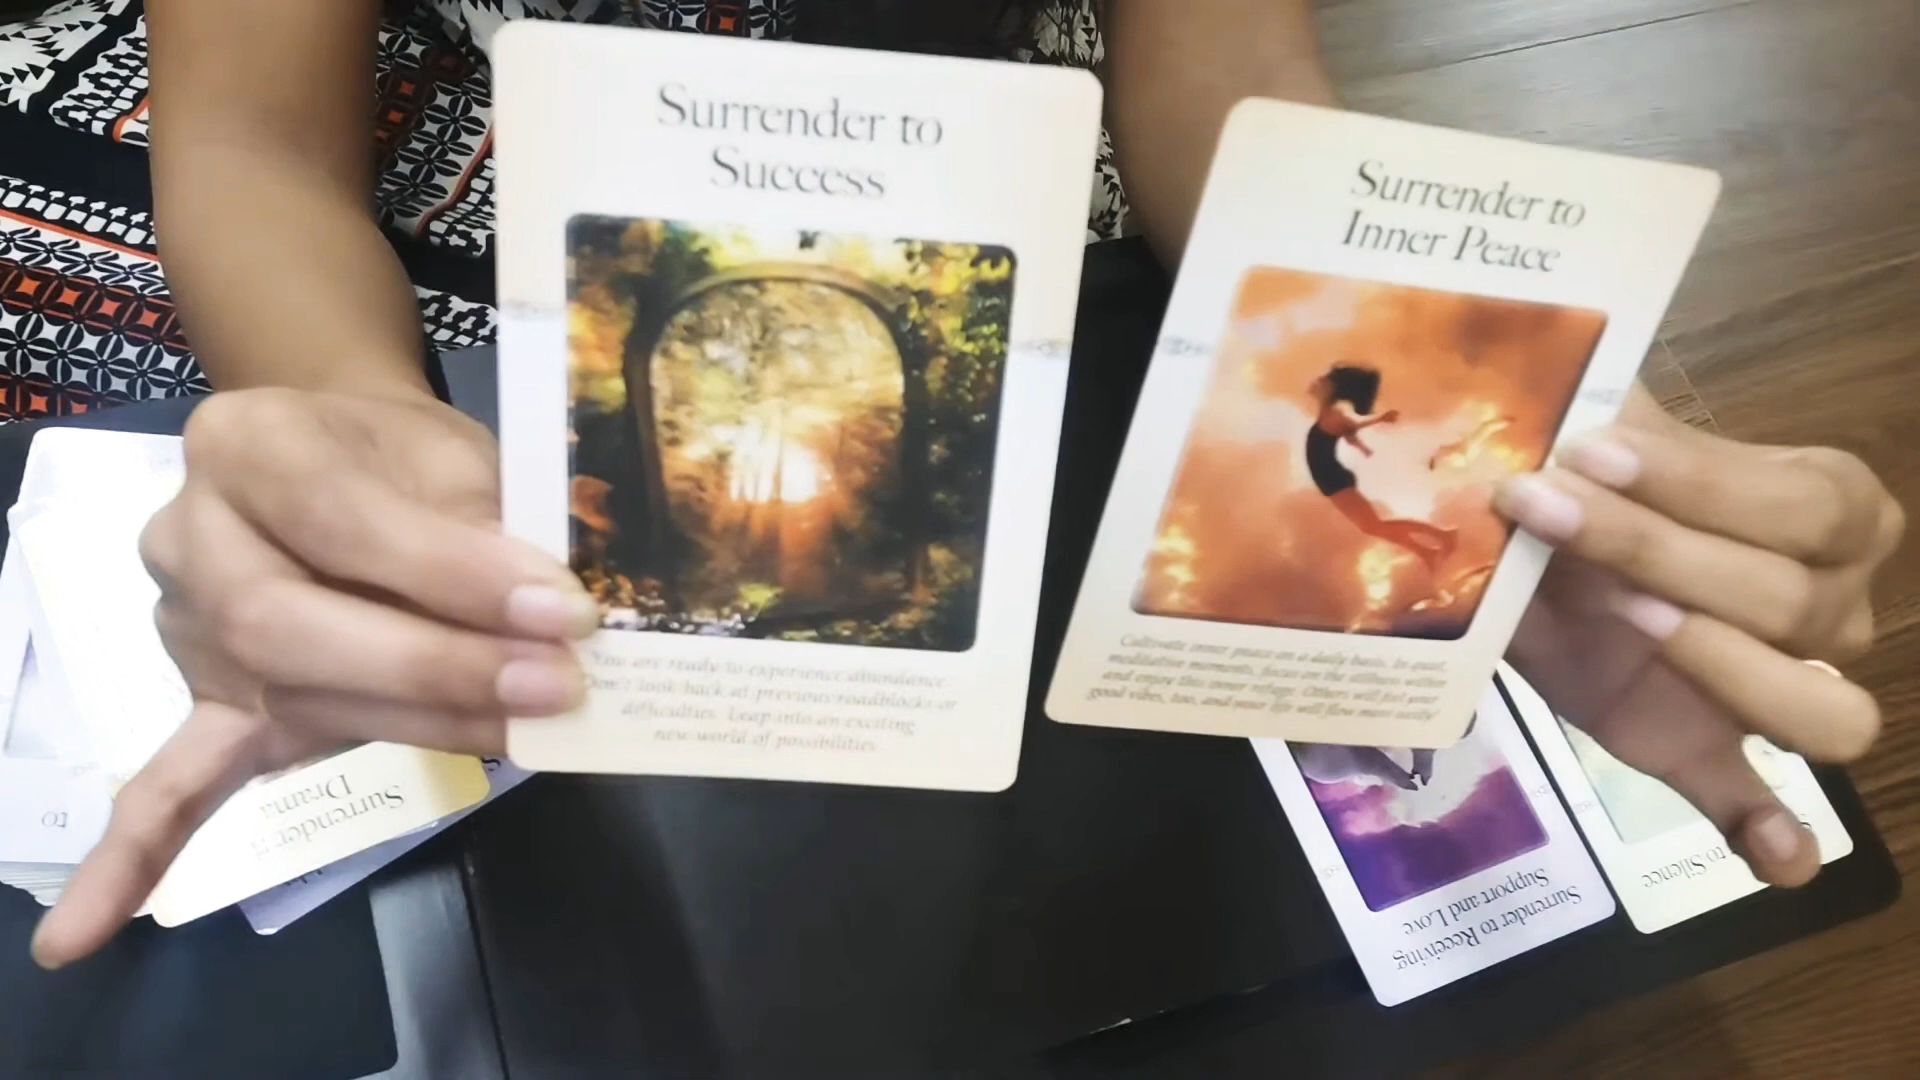 Surrender to
Success
You are ready to experience abundance.
Don't look back at previous roadblocks or
difficulties. Leap into an exciting
new world of possibilities.
Surrender to
Inner Peace
Cultivate inner peace on a daily basis. In quiet,
meditative moments, focus on the stillness within
and enjoy this inner refuge. Others will feel your
good vibes, too, and your life will flow more easily.
Surrender
Drama
to
Surrender to Receiving
Support and Love
to Silence